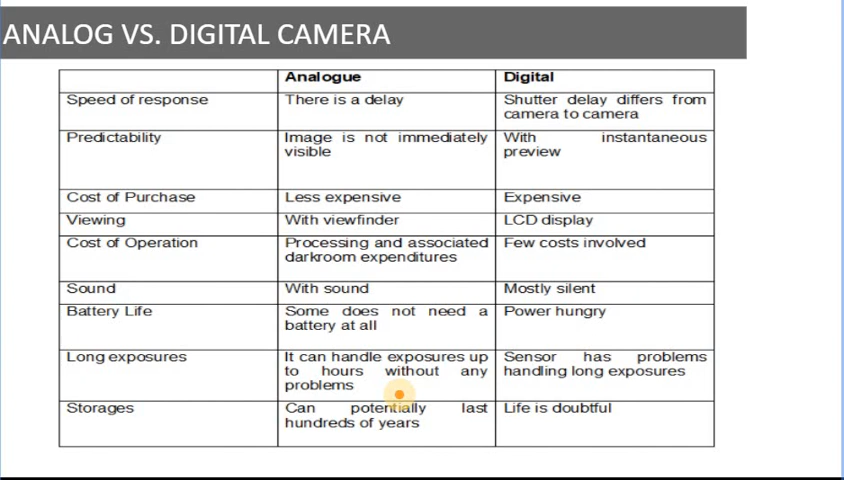 ANALOG VS. DIGITAL CAMERA
Analogue Digital
Speed of response There is a delay Shutter delay differs from
camera to camera
Predictability Image is not immediately With instantaneous
visible preview
Cost of Purchase Less expensive Expensive
Viewing With viewfinder LCD display
Cost of Operation Processing and associated Few costs involved
darkroom expenditures
Sound With sound Mostly silent
Battery Life Some does not need a Power hungry
battery at all
Long exposures It can handle exposures up Sensor has problems
to hours without any handling long exposures
problems
Storages Can potentially last Life is doubtful
hundreds of years